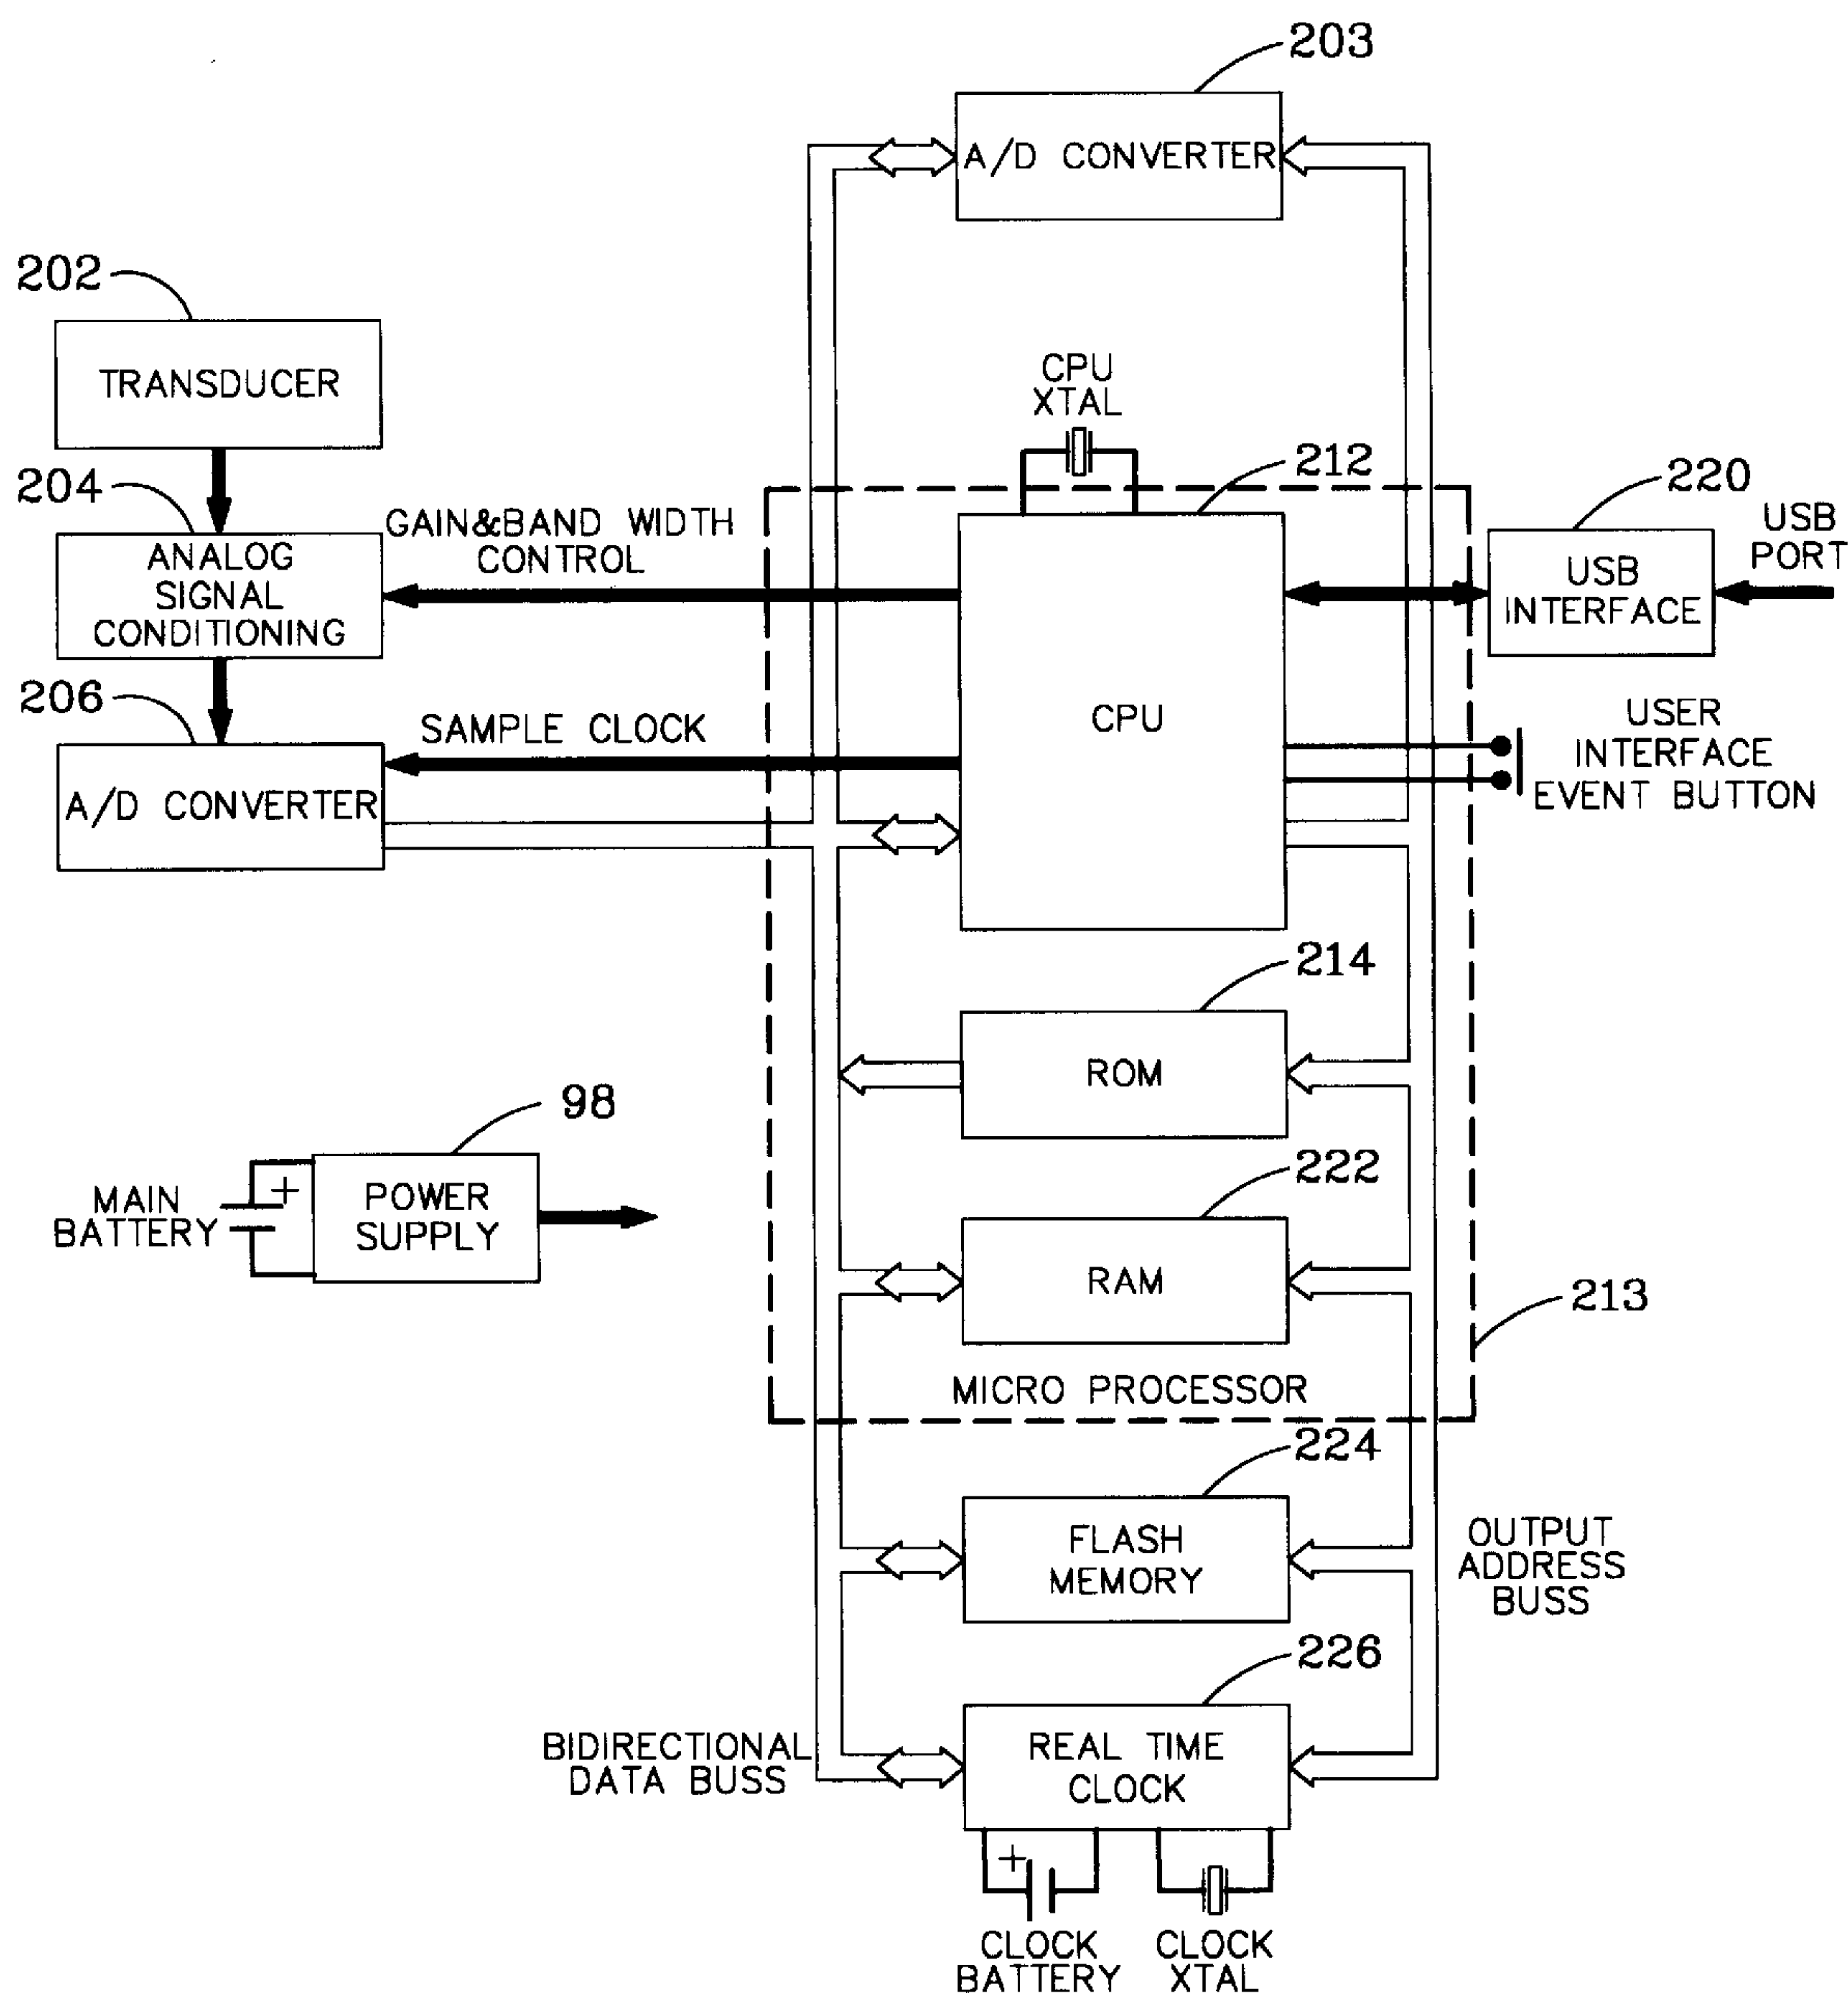 203
A/D CONVERTER
202
TRANSDUCER
CPU
XTAL
212
204
GAIN&BAND WIDTH
CONTROL
ANALOG
SIGNAL
CONDITIONING
220
USB
PORT
USB
INTERFACE
206
SAMPLE CLOCK
A/D CONVERTER
CPU
USER
INTERFACE
EVENT BUTTON
214
ROM
98
MAIN
BATTERY
+
POWER
SUPPLY
222
RAM
213
MICRO PROCESSOR
224
FLASH
MEMORY
OUTPUT
ADDRESS
BUSS
226
BIDIRECTIONAL
DATA BUSS
REAL TIME
CLOCK
+
CLOCK
BATTERY
CLOCK
XTAL